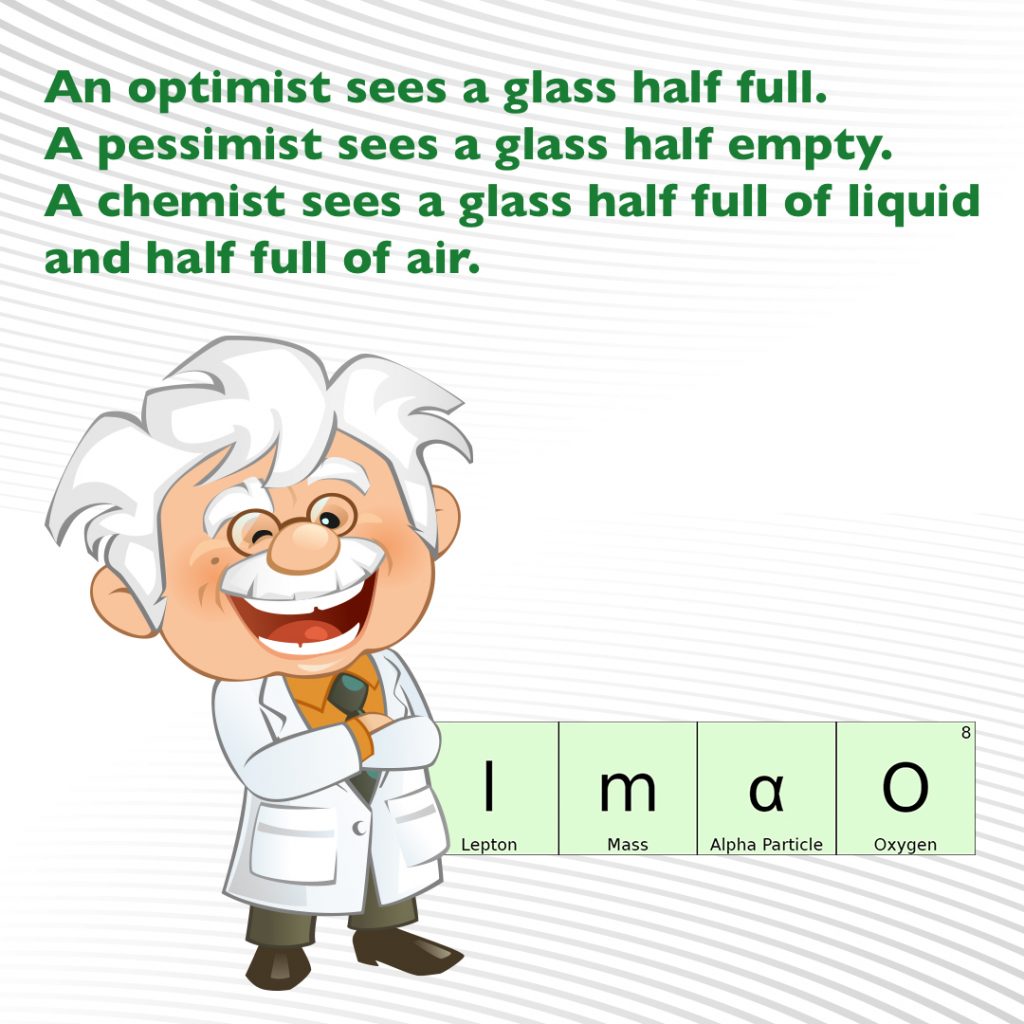 An optimist sees a glass half full.
A pessimist sees a glass half empty.
A chemist sees a glass half full of liquid
and half full of air.
8
l m α O
Lepton Mass Alpha Particle Oxygen